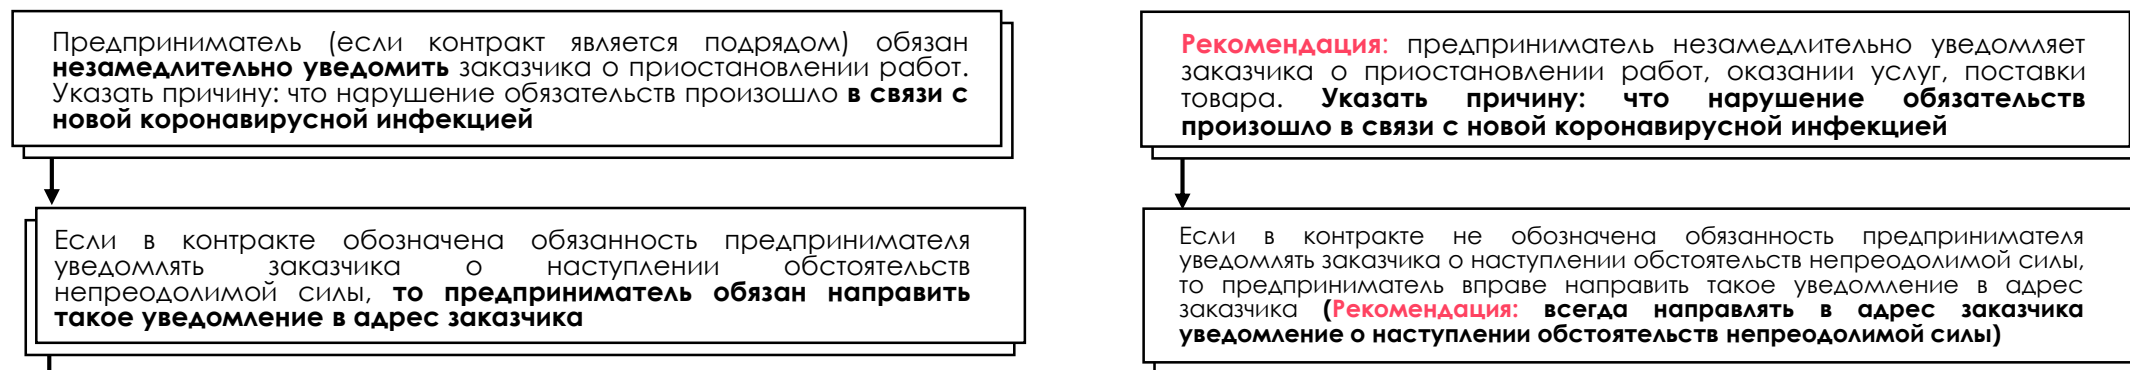 Предприниматель (если контракт является подрядом) обязан
незамедлительно уведомить заказчика о приостановлении работ.
Указать причину: что нарушение обязательств произошло в связи с
новой коронавирусной инфекцией
Если в контракте обозначена обязанность предпринимателя
уведомлять заказчика о наступлении обстоятельств
непреодолимой силы, то предприниматель обязан направить
такое уведомление в адрес заказчика
Рекомендация: предприниматель незамедлительно уведомляет
заказчика о приостановлении работ, оказании услуг, поставки
товара. Указать причину: что нарушение обязательств
произошло в связи с новой коронавирусной инфекцией
Если в контракте не обозначена обязанность предпринимателя
уведомлять заказчика о наступлении обстоятельств непреодолимой силы,
то предприниматель вправе направить такое уведомление в адрес
заказчика (Рекомендация: всегда направлять в адрес заказчика
уведомление о наступлении обстоятельств непреодолимой силы)